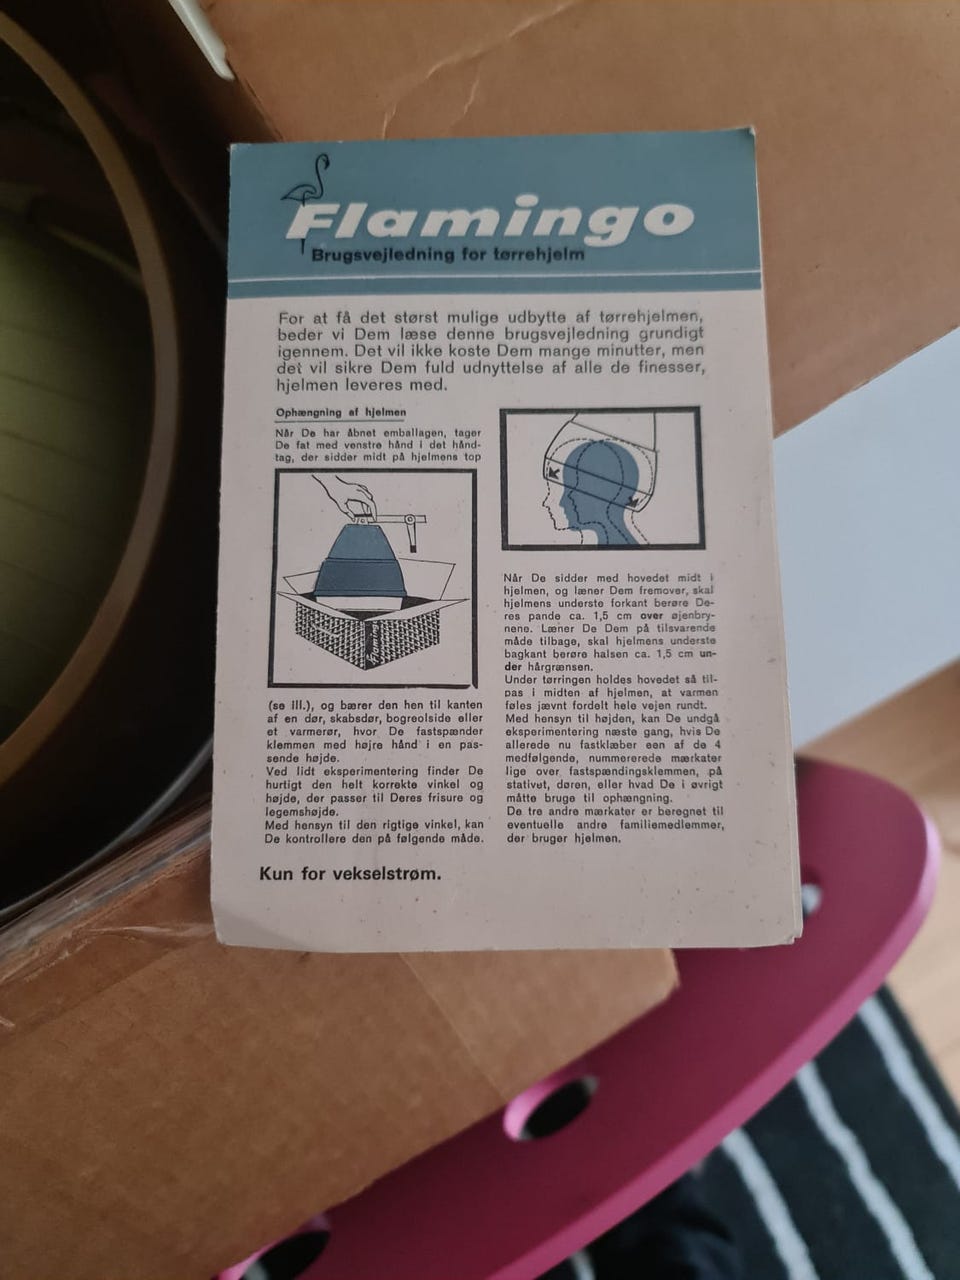 Flamingo
Brugsvejledning for tørrehjelm
For at få det størst mulige udbytte af tørrehjelmen,
beder vi Dem læse denne brugsvejledning grundigt
igennem. Det vil ikke koste Dem mange minutter, men
det vil sikre Dem fuld udnyttelse af alle de finesser,
hjelmen leveres med.
Ophængning af hjelmen
Når De har åbnet emballagen, tager
De fat med venstre hånd i det hånd-
tag, der sidder midt på hjelmens top
Flamingo
(se ill.), og bærer den hen til kanten
af en dør, skabsdør, bogreolside eller
et varmerør, hvor De fastspænder
klemmen med højre hånd i en pas-
sende højde.
Ved lidt eksperimentering finder De
hurtigt den helt korrekte vinkel og
højde, der passer til Deres frisure og
legemshøjde.
Med hensyn til den rigtige vinkel, kan
De kontrollere den på følgende måde.
Når De sidder med hovedet midt i
hjelmen, og læner Dem fremover, skal
hjelmens underste forkant berøre De-
res pande ca. 1,5 cm over øjenbry-
nene. Læner De Dem på tilsvarende
måde tilbage, skal hjelmens underste
bagkant berøre halsen ca. 1,5 cm un-
der hårgrænsen.
Under tørringen holdes hovedet så til-
pas i midten af hjelmen, at varmen
føles jævnt fordelt hele vejen rundt.
Med hensyn til højden, kan De undgå
eksperimentering næste gang, hvis De
allerede nu fastklæber een af de 4
medfølgende, nummererede mærkater
lige over fastspændingsklemmen, på
stativet, døren, eller hvad De i øvrigt
måtte bruge til ophængning.
De tre andre mærkater er beregnet til
eventuelle andre familiemedlemmer,
der bruger hjelmen.
Kun for vekselstrøm.